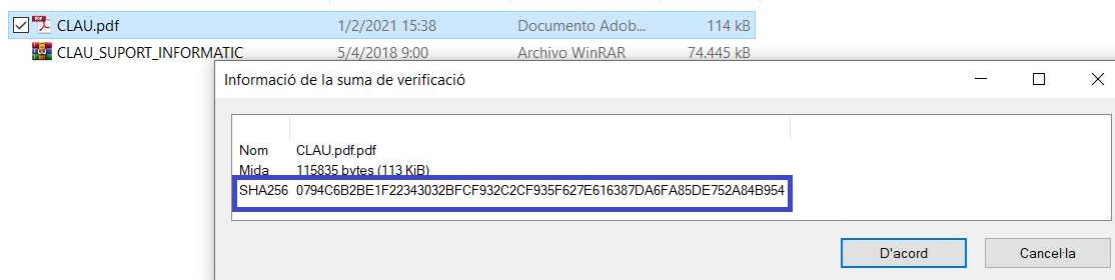 CLAU.pdf 1/2/2021 15:38 Documento Adob... 114 kB
CLAU_SUPORT_INFORMATIC 5/4/2018 9:00 Archivo WinRAR 74.445 kB
Informació de la suma de verificació
Nom CLAU.pdf.pdf
Mida 115835 bytes (113 KiB)
SHA256 0794C6B2BE1F22343032BFCF932C2CF935F627E616387DA6FA85DE752A84B954
D'acord Cancel·la